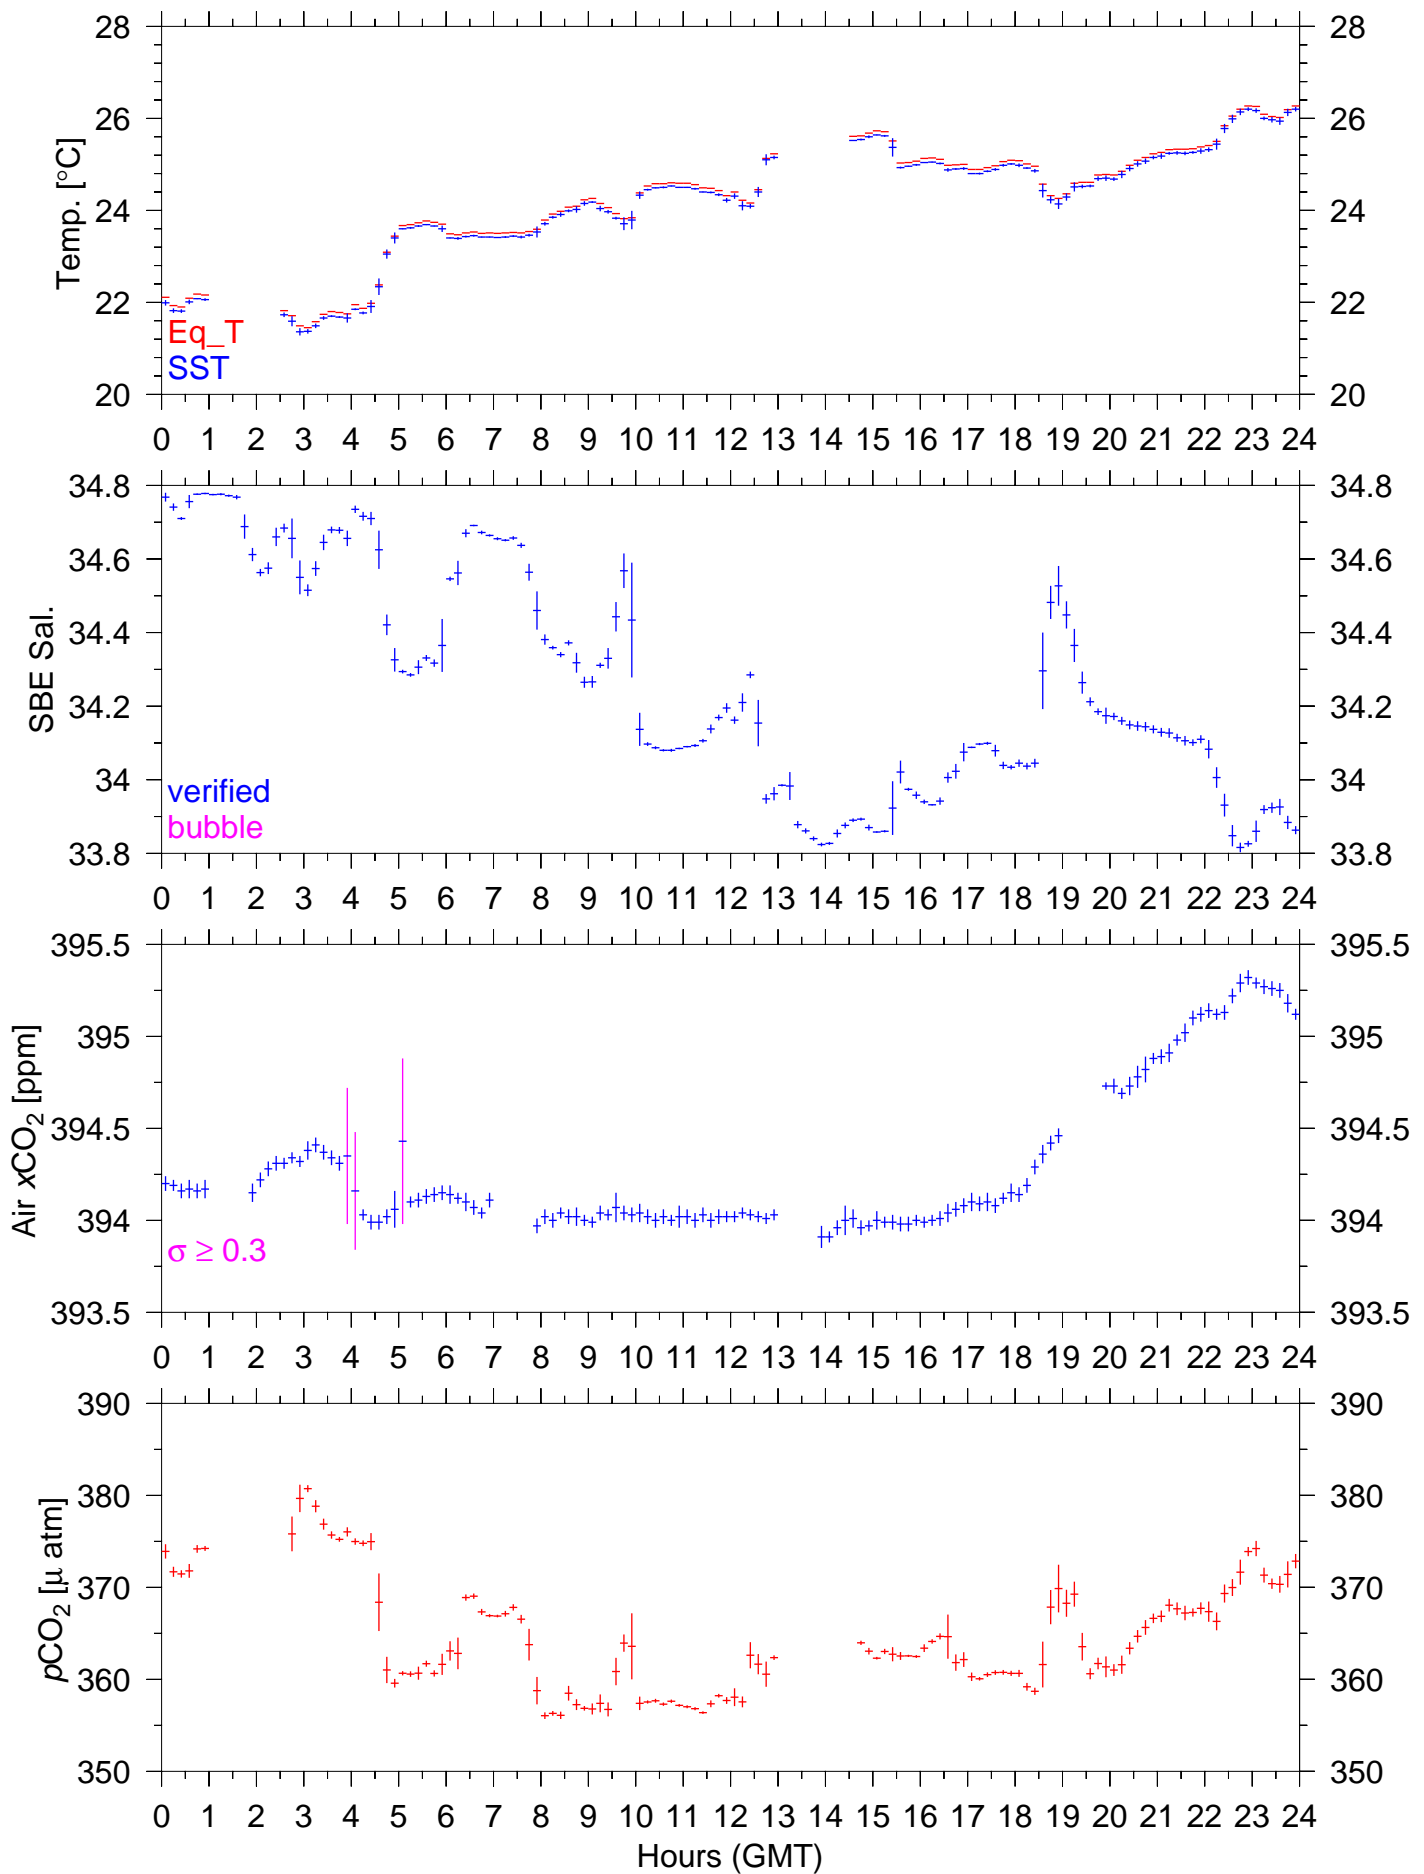 28 28
26 26
24 24
22 22
20 20
Temp. [°C]
Eq_T
SST
0 1 2 3 4 5 6 7 8 9 10 11 12 13 14 15 16 17 18 19 20 21 22 23 24
34.8 34.8
34.6 34.6
34.4 34.4
34.2 34.2
34 34
33.8 33.8
SBE Sal.
verified
bubble
0 1 2 3 4 5 6 7 8 9 10 11 12 13 14 15 16 17 18 19 20 21 22 23 24
395.5 395.5
395 395
394.5 394.5
394 394
393.5 393.5
Air xCO₂ [ppm]
σ ≥ 0.3
0 1 2 3 4 5 6 7 8 9 10 11 12 13 14 15 16 17 18 19 20 21 22 23 24
390 390
380 380
370 370
360 360
350 350
pCO₂ [μ atm]
0 1 2 3 4 5 6 7 8 9 10 11 12 13 14 15 16 17 18 19 20 21 22 23 24
Hours (GMT)